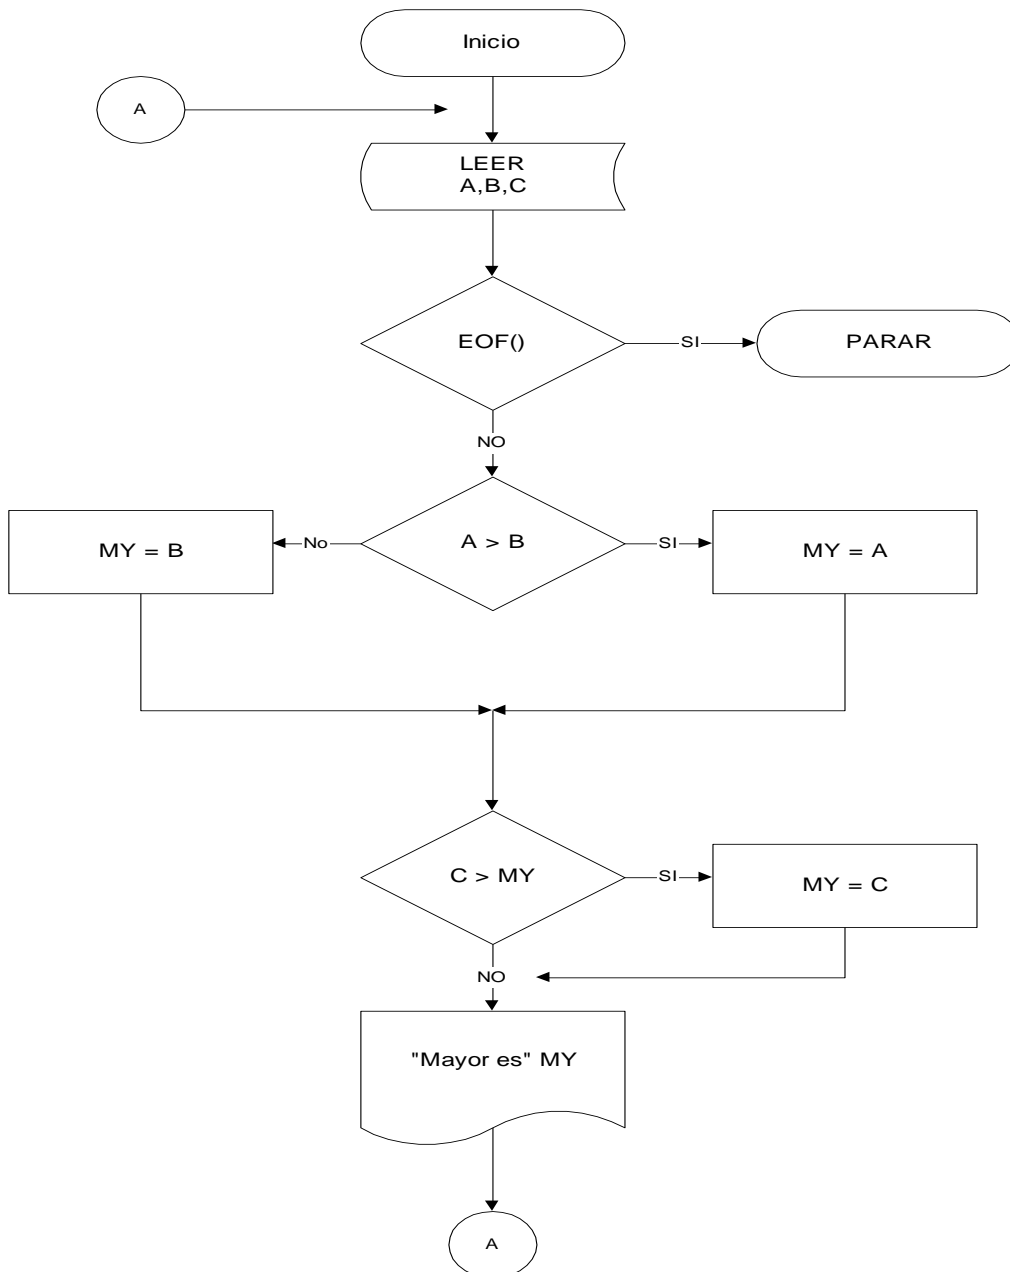 Inicio
A
LEER
A,B,C
EOF()
SI
PARAR
NO
MY = B
No
A > B
SI
MY = A
C > MY
SI
MY = C
NO
"Mayor es" MY
A